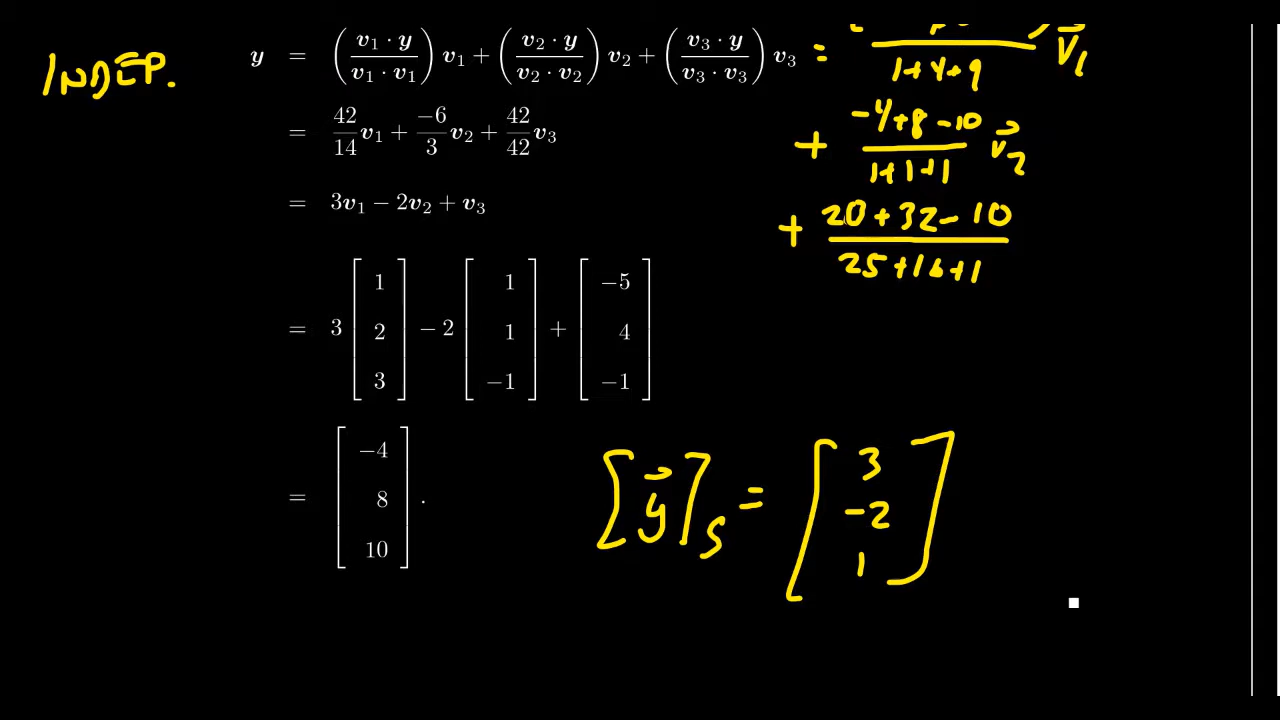 INDEP.
y = (v₁ · y / v₁ · v₁) v₁ + (v₂ · y / v₂ · v₂) v₂ + (v₃ · y / v₃ · v₃) v₃ =
1+4+9 v⃗₁
= 42/14 v₁ + −6/3 v₂ + 42/42 v₃
+ −4+8−10 / 1+1+1 v⃗₂
= 3v₁ − 2v₂ + v₃
+ 20+32−10 / 25+16+1
= 3 [1 2 3] − 2 [1 1 −1] + [−5 4 −1]
= [−4 8 10] .
[y⃗]ₛ = [3 −2 1]